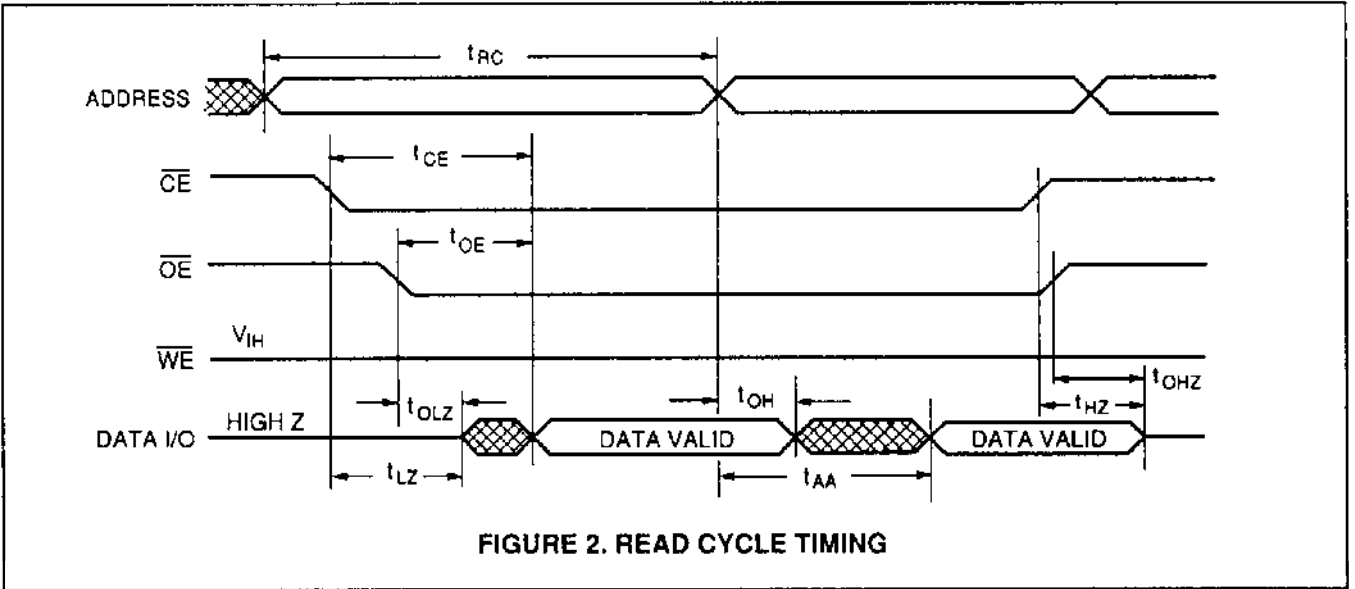 tRC
ADDRESS
tCE
CE
tOE
OE
VIH
WE
tOHZ
tOLZ
tOH
tHZ
HIGH Z
DATA I/O
DATA VALID
DATA VALID
tLZ
tAA
FIGURE 2. READ CYCLE TIMING